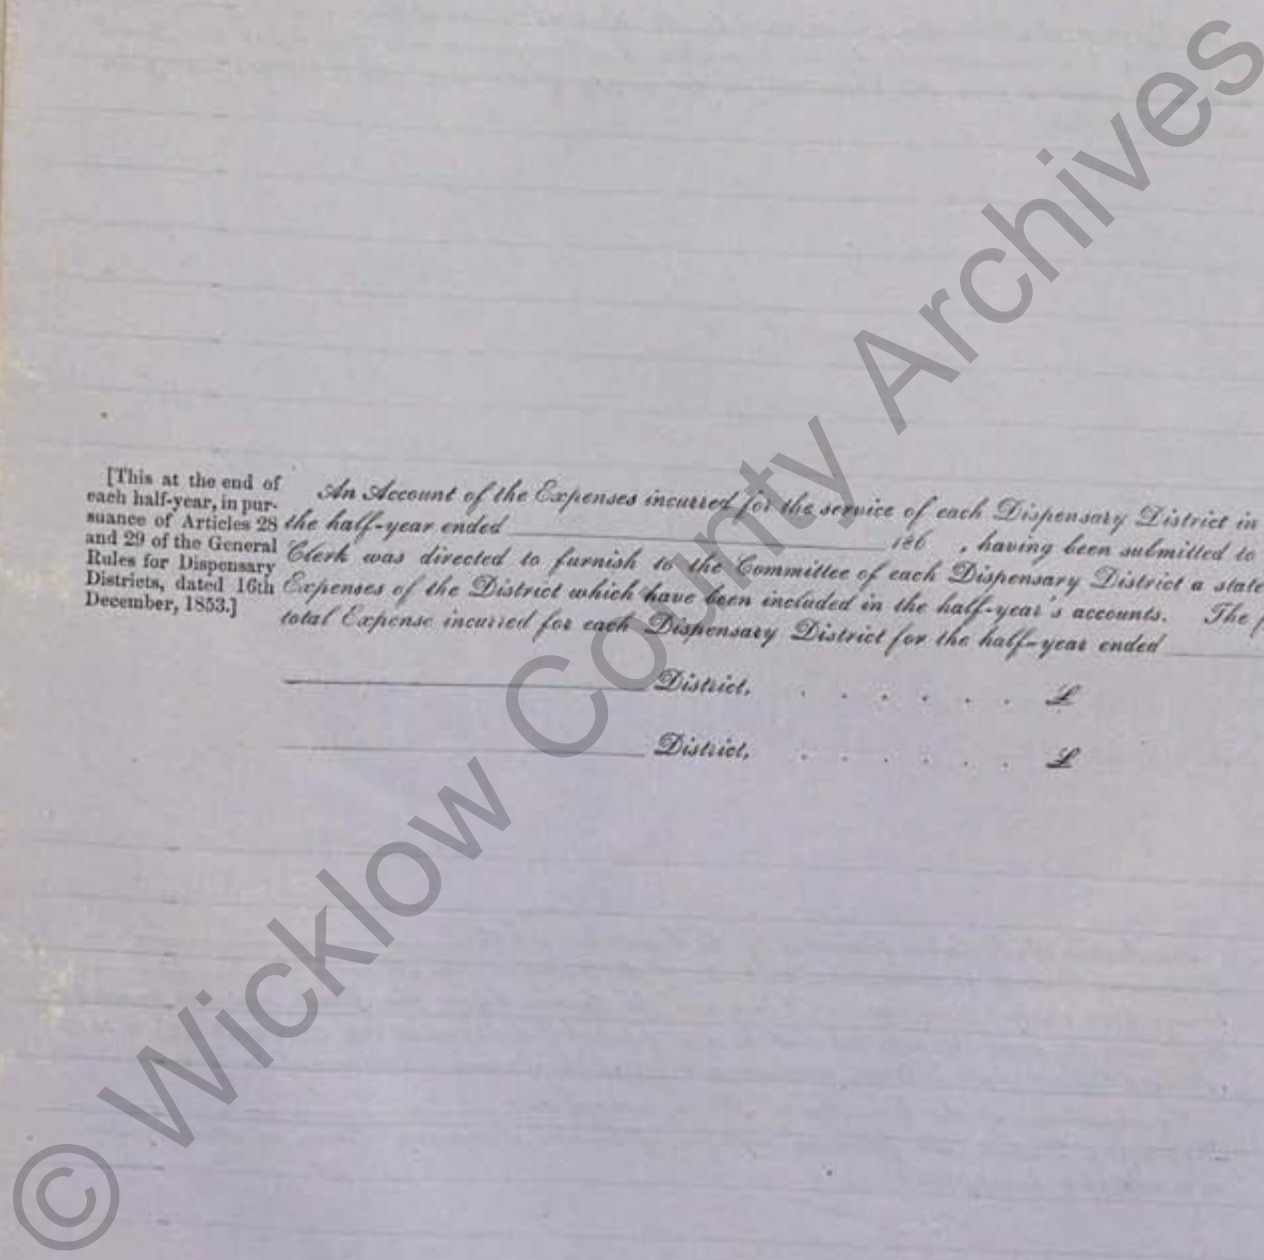 [This at the end of
each half-year, in pur-
suance of Articles 28
and 29 of the General
Rules for Dispensary
Districts, dated 16th
December, 1853.]
An Account of the Expenses incurred for the service of each Dispensary District in
the half-year ended 186 , having been submitted to
Clerk was directed to furnish to the Committee of each Dispensary District a state
Expenses of the District which have been included in the half-year's accounts. The
total Expense incurred for each Dispensary District for the half-year ended
District, . . . . . . £
District, . . . . . . £
© Wicklow County Archives